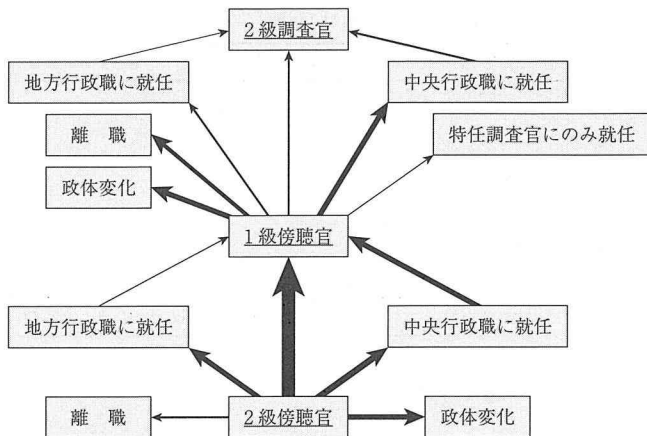 2級調査官
地方行政職に就任
中央行政職に就任
離　職
特任調査官にのみ就任
政体変化
1級傍聴官
地方行政職に就任
中央行政職に就任
離　職
2級傍聴官
政体変化